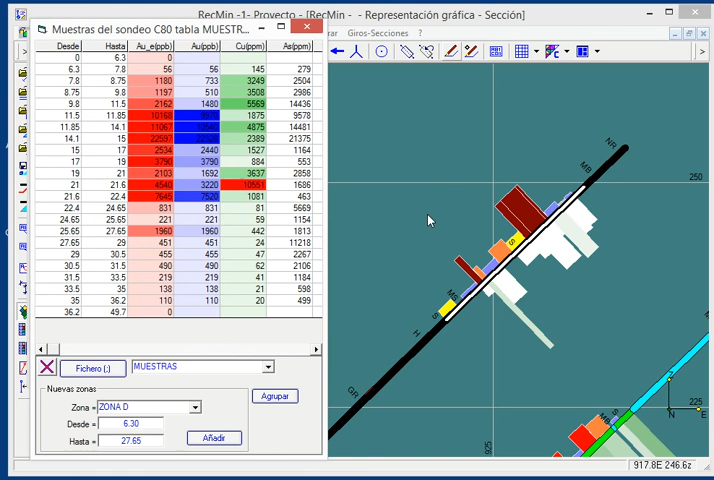 RecMin -1- Proyecto - [RecMin - - Representación gráfica - Sección]
Muestras del sondeo C80 tabla MUESTR...
rar Giros-Secciones ?
Desde Hasta Au_e(ppb) Au(ppb) Cu(ppm) As(ppm)
0 6.3 0
6.3 7.8 56 56 145 279
7.8 8.75 1180 733 3249 2504
8.75 9.8 1197 510 3508 2986
9.8 11.5 2162 1480 5569 14436
11.5 11.85 10168 1875 9578
11.85 14.1 11067 4875 14481
14.1 15 22597 2389 21375
15 17 2534 2440 1527 1164
17 19 3790 3790 884 553
19 21 2103 1692 3637 2858
21 21.6 4540 3220 10551 1686
21.6 22.4 7645 7520 1081 463
22.4 24.65 831 831 81 5669
24.65 25.65 221 221 59 1154
25.65 27.65 1960 1960 442 1813
27.65 29 451 451 24 11218
29 30.5 455 455 47 2267
30.5 31.5 490 490 62 2106
31.5 33.5 219 219 41 1184
33.5 35 138 138 21 598
35 36.2 110 110 20 499
36.2 49.7 0
Fichero (;) MUESTRAS
Nuevas zonas
Zona = ZONA D
Desde = 6.30
Hasta = 27.65
Agrupar
Añadir
NR
MB
250
S
MS
S
H
GR
M
225
S
MB
N E
925
917.8E 246.6z